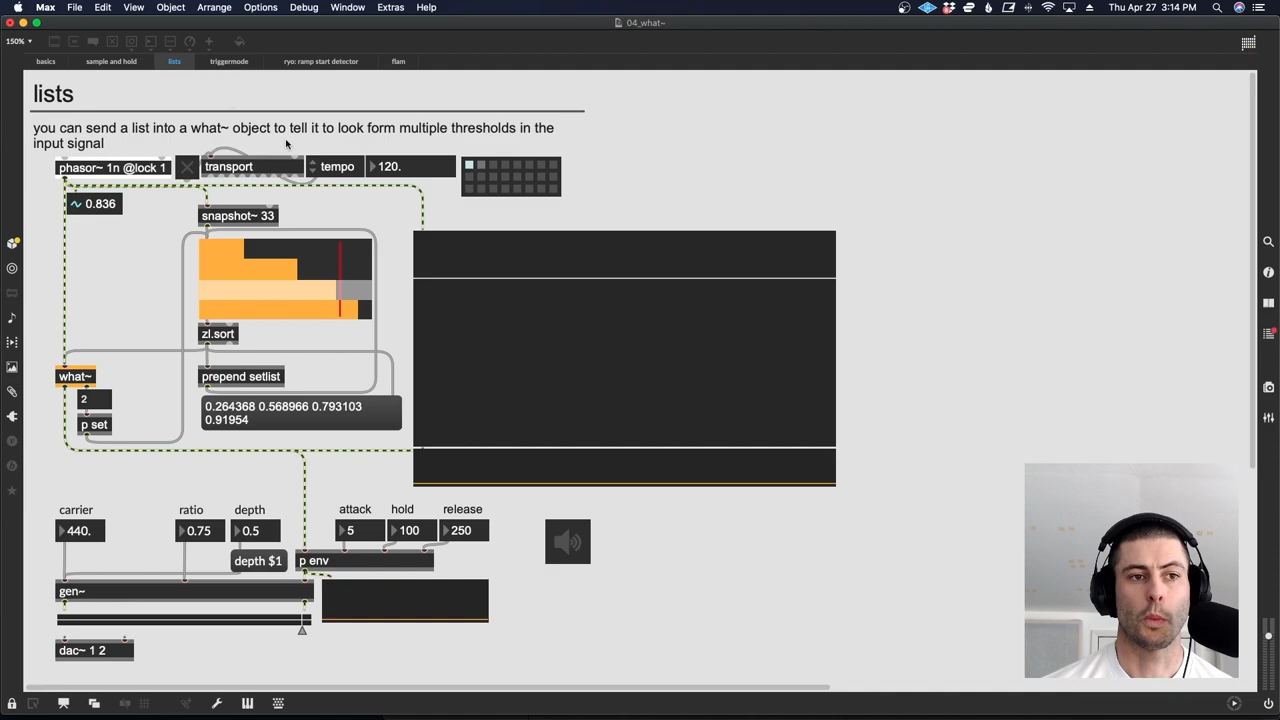 Max File Edit View Object Arrange Options Debug Window Extras Help
Thu Apr 27 3:14 PM
04_what~
150%
basics sample and hold lists triggermode ryo: ramp start detector flam
lists
you can send a list into a what~ object to tell it to look form multiple thresholds in the
input signal
phasor~ 1n @lock 1 transport tempo 120.
0.836
snapshot~ 33
zl.sort
what~ prepend setlist
2
p set
0.264368 0.568966 0.793103
0.91954
carrier ratio depth attack hold release
440. 0.75 0.5 5 100 250
depth $1 p env
gen~
dac~ 1 2